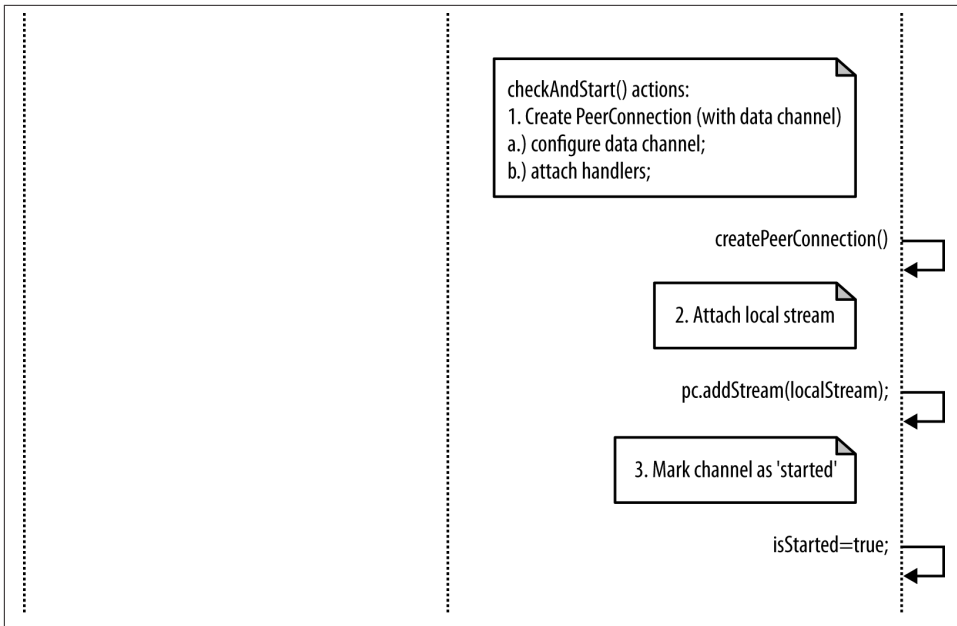 checkAndStart() actions:
1. Create PeerConnection (with data channel)
a.) configure data channel;
b.) attach handlers;
createPeerConnection()
2. Attach local stream
pc.addStream(localStream);
3. Mark channel as 'started'
isStarted=true;